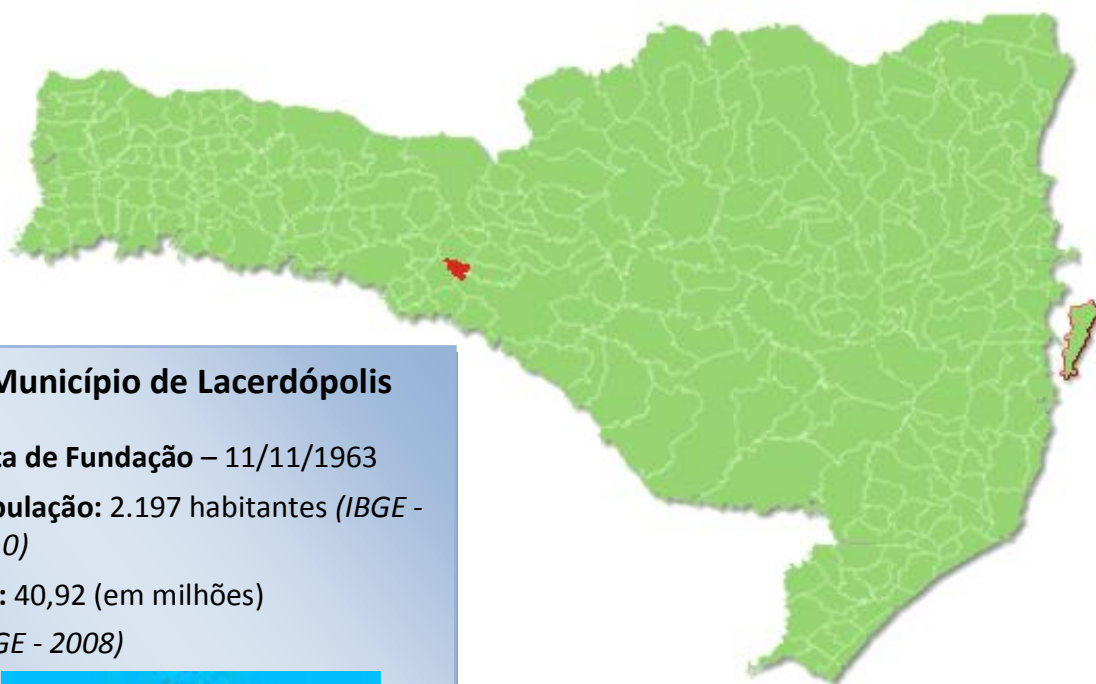 Município de Lacerdópolis
ta de Fundação – 11/11/1963
pulação: 2.197 habitantes (IBGE -
0)
: 40,92 (em milhões)
GE - 2008)